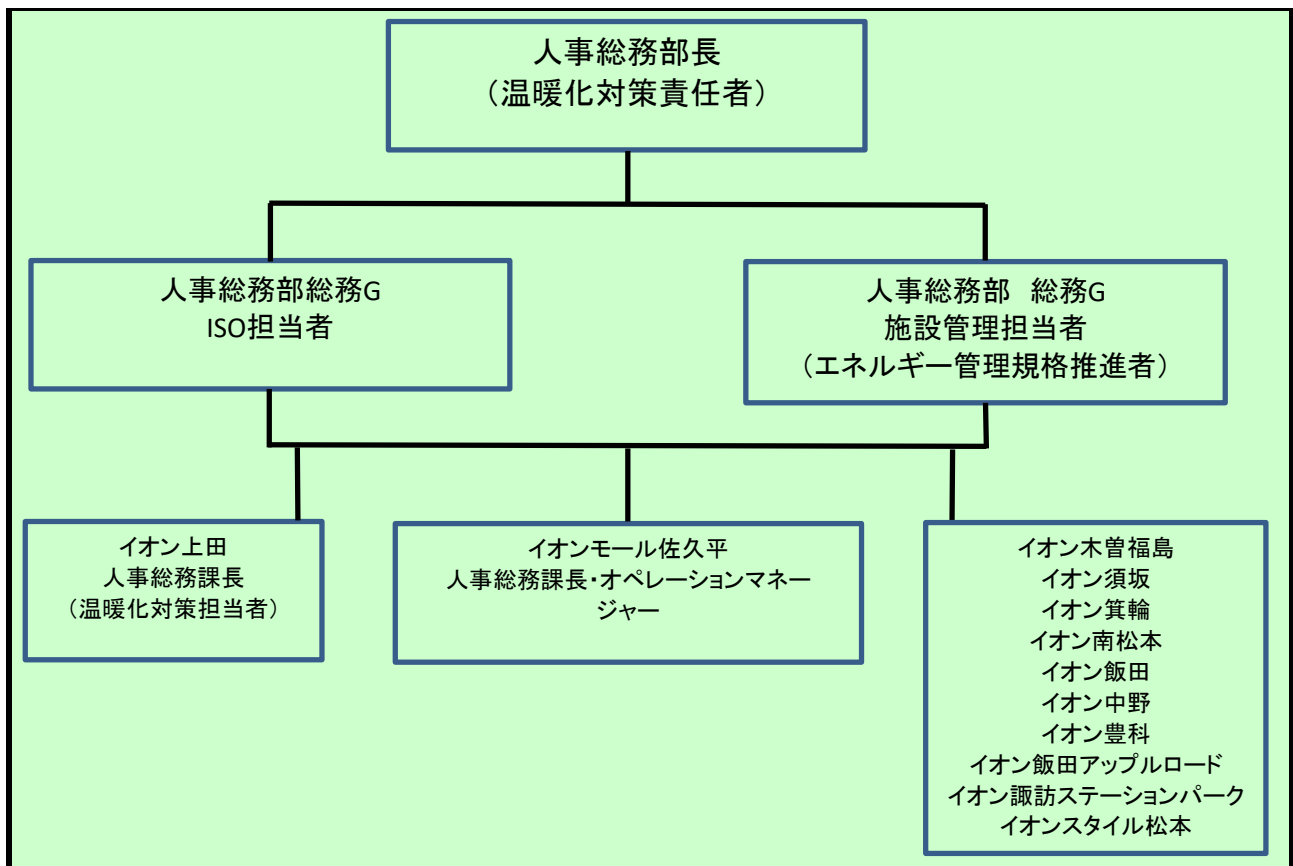 人事総務部長
（温暖化対策責任者）
人事総務部総務G
ISO担当者
人事総務部　総務G
施設管理担当者
（エネルギー管理規格推進者）
イオン上田
人事総務課長
（温暖化対策担当者）
イオンモール佐久平
人事総務課長・オペレーションマネー
ジャー
イオン木曽福島
イオン須坂
イオン箕輪
イオン南松本
イオン飯田
イオン中野
イオン豊科
イオン飯田アップルロード
イオン諏訪ステーションパーク
イオンスタイル松本